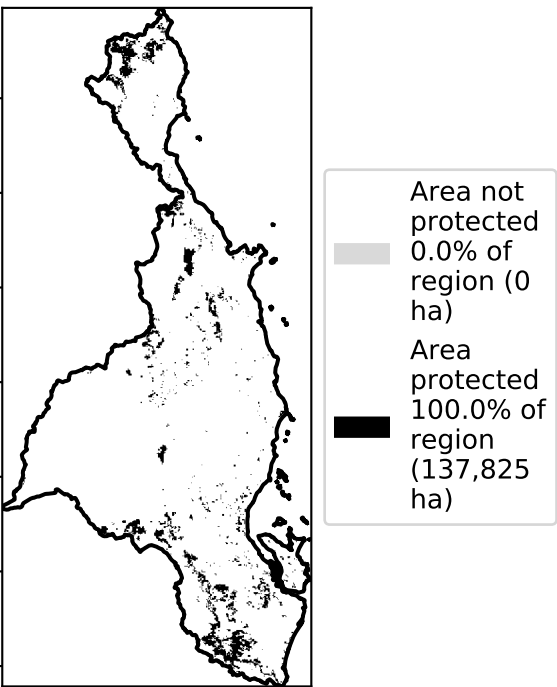 Area not
protected
0.0% of
region (0
ha)
Area
protected
100.0% of
region
(137,825
ha)